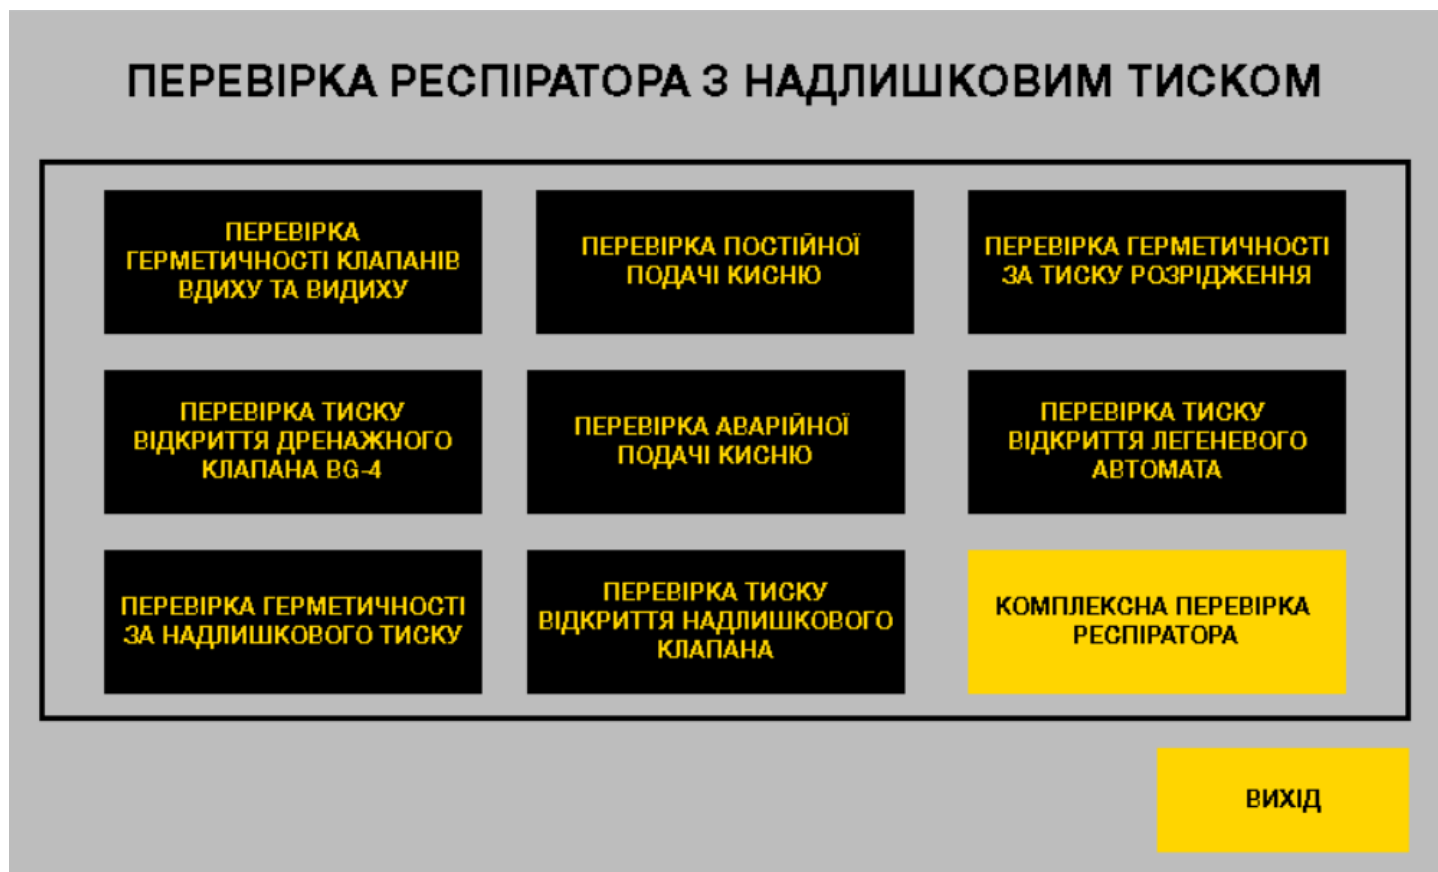 ПЕРЕВІРКА РЕСПІРАТОРА З НАДЛИШКОВИМ ТИСКОМ
ПЕРЕВІРКА
ГЕРМЕТИЧНОСТІ КЛАПАНІВ
ВДИХУ ТА ВИДИХУ
ПЕРЕВІРКА ПОСТІЙНОЇ
ПОДАЧІ КИСНЮ
ПЕРЕВІРКА ГЕРМЕТИЧНОСТІ
ЗА ТИСКУ РОЗРІДЖЕННЯ
ПЕРЕВІРКА ТИСКУ
ВІДКРИТТЯ ДРЕНАЖНОГО
КЛАПАНА BG-4
ПЕРЕВІРКА АВАРІЙНОЇ
ПОДАЧІ КИСНЮ
ПЕРЕВІРКА ТИСКУ
ВІДКРИТТЯ ЛЕГЕНЕВОГО
АВТОМАТА
ПЕРЕВІРКА ГЕРМЕТИЧНОСТІ
ЗА НАДЛИШКОВОГО ТИСКУ
ПЕРЕВІРКА ТИСКУ
ВІДКРИТТЯ НАДЛИШКОВОГО
КЛАПАНА
КОМПЛЕКСНА ПЕРЕВІРКА
РЕСПІРАТОРА
ВИХІД